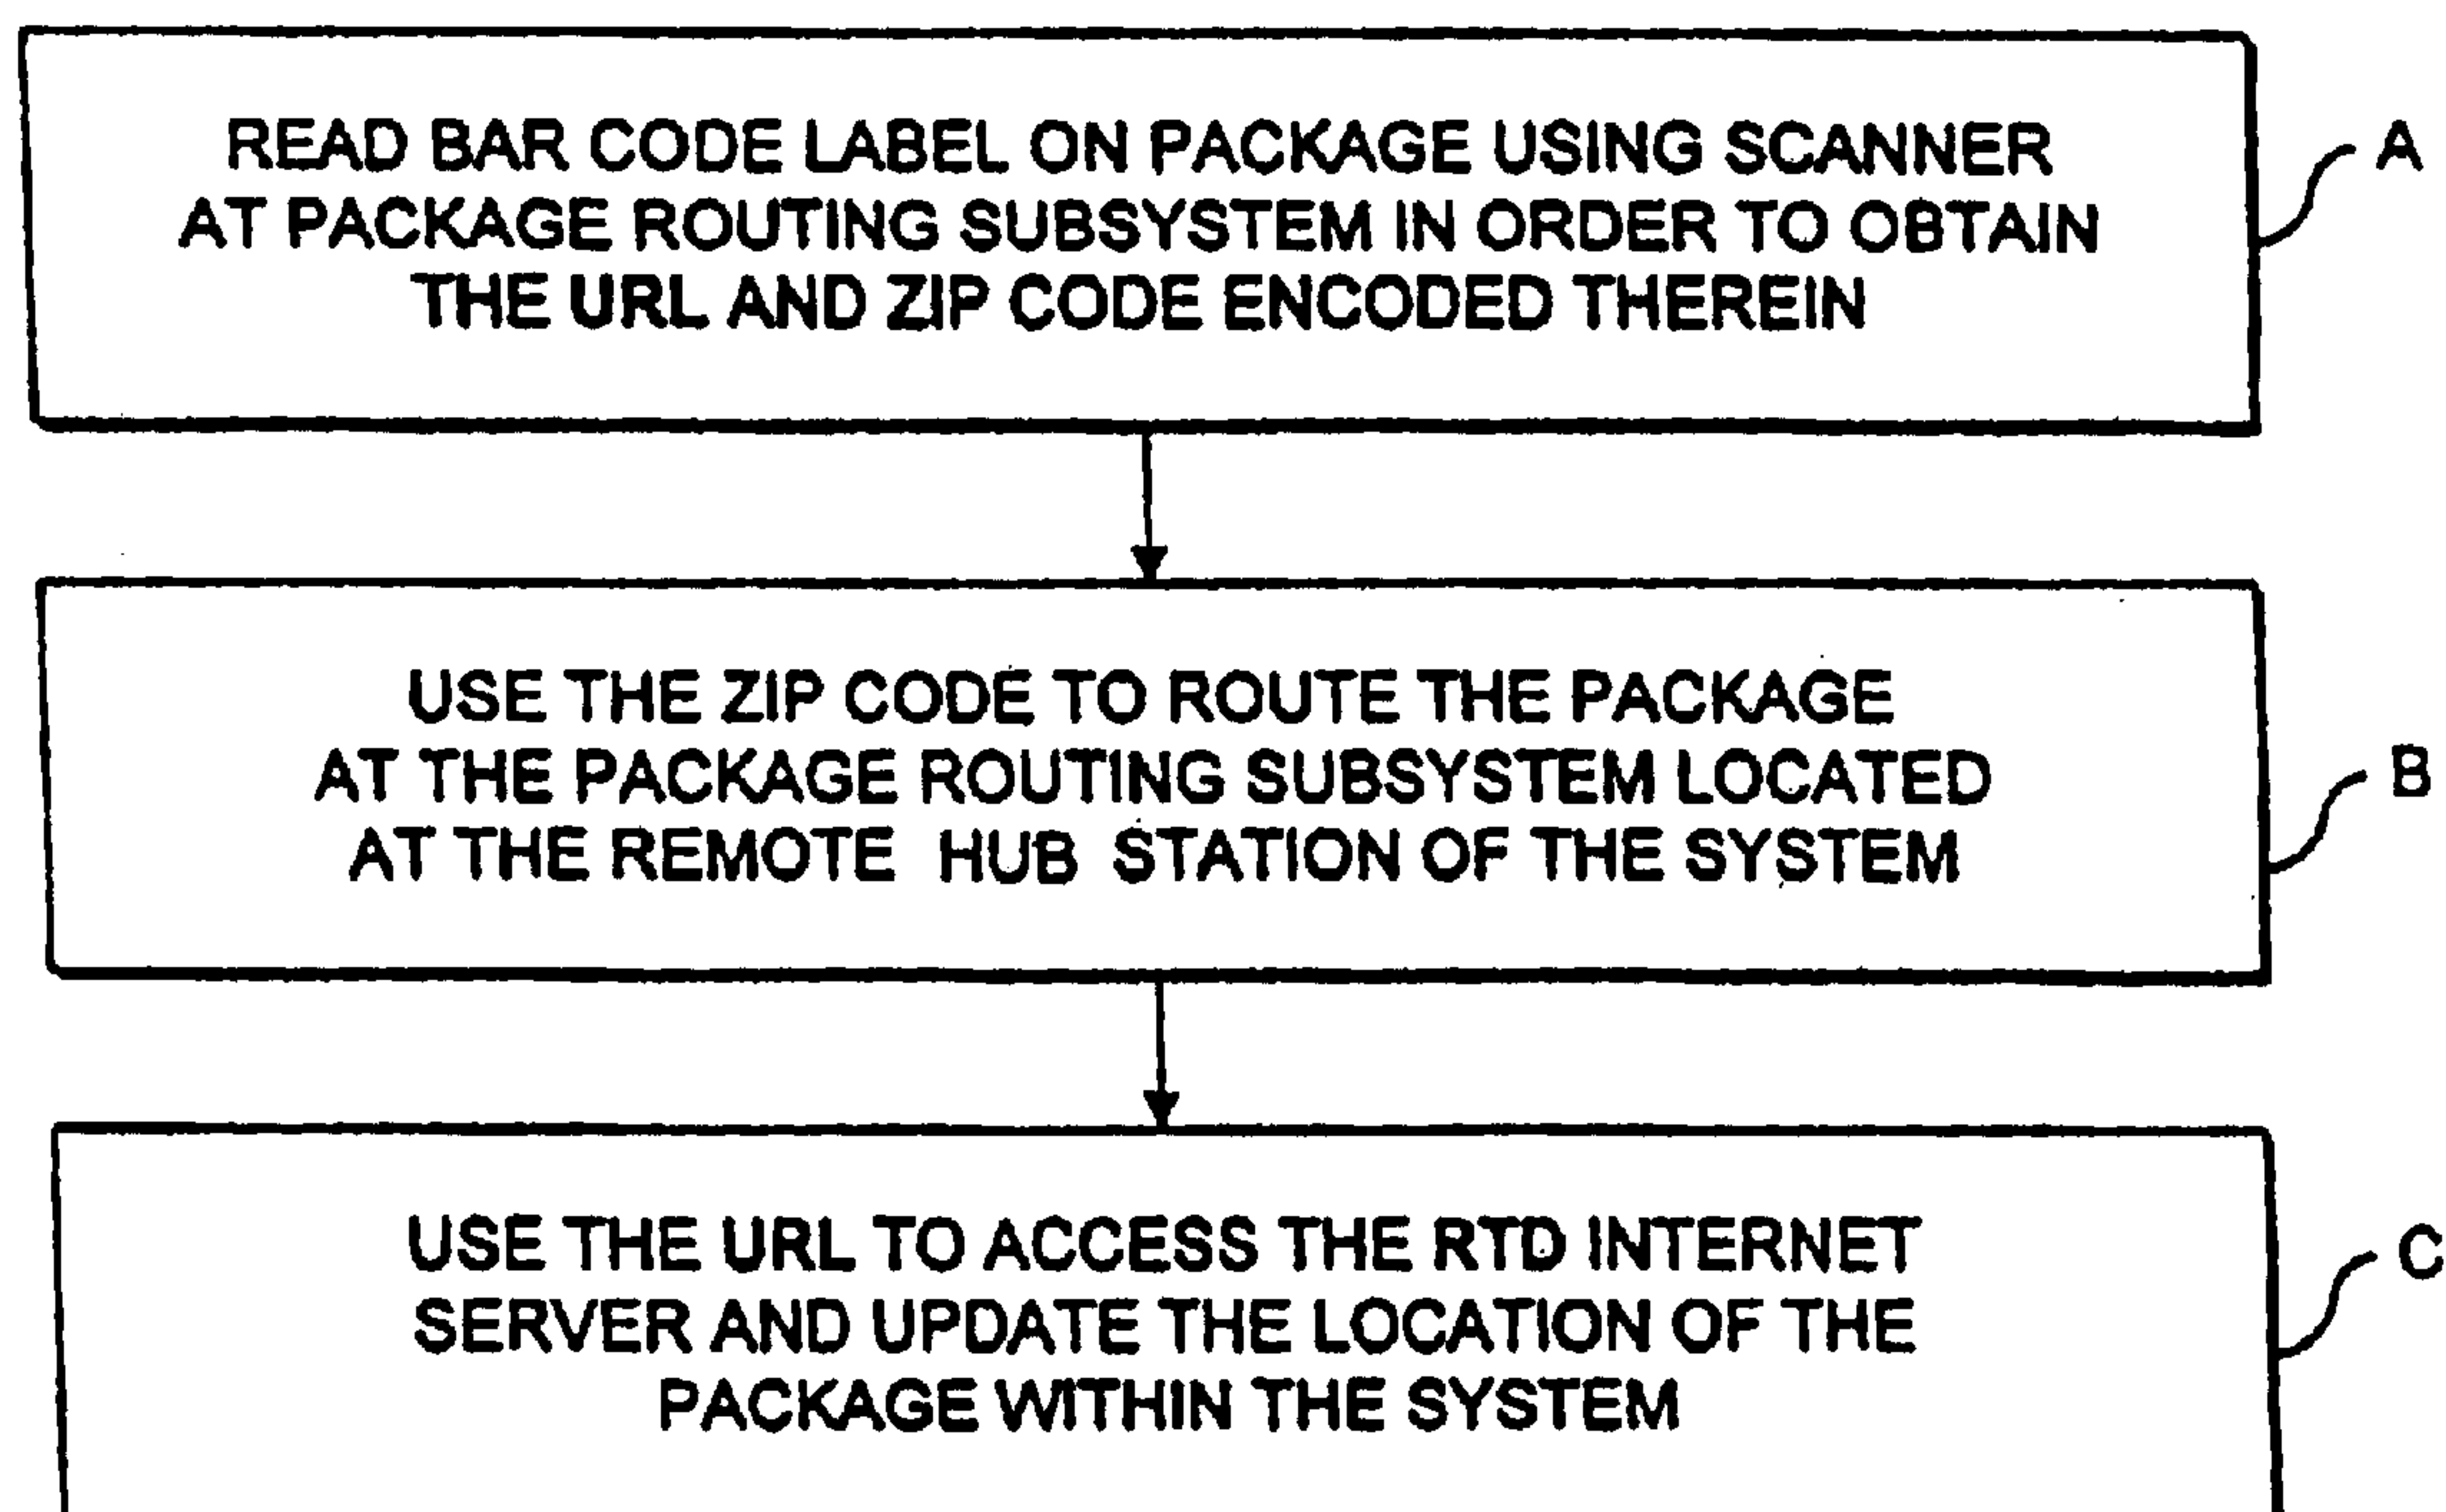 READ BAR CODE LABEL ON PACKAGE USING SCANNER
AT PACKAGE ROUTING SUBSYSTEM IN ORDER TO OBTAIN
THE URL AND ZIP CODE ENCODED THEREIN
A
USE THE ZIP CODE TO ROUTE THE PACKAGE
AT THE PACKAGE ROUTING SUBSYSTEM LOCATED
AT THE REMOTE HUB STATION OF THE SYSTEM
B
USE THE URL TO ACCESS THE RTD INTERNET
SERVER AND UPDATE THE LOCATION OF THE
PACKAGE WITHIN THE SYSTEM
C